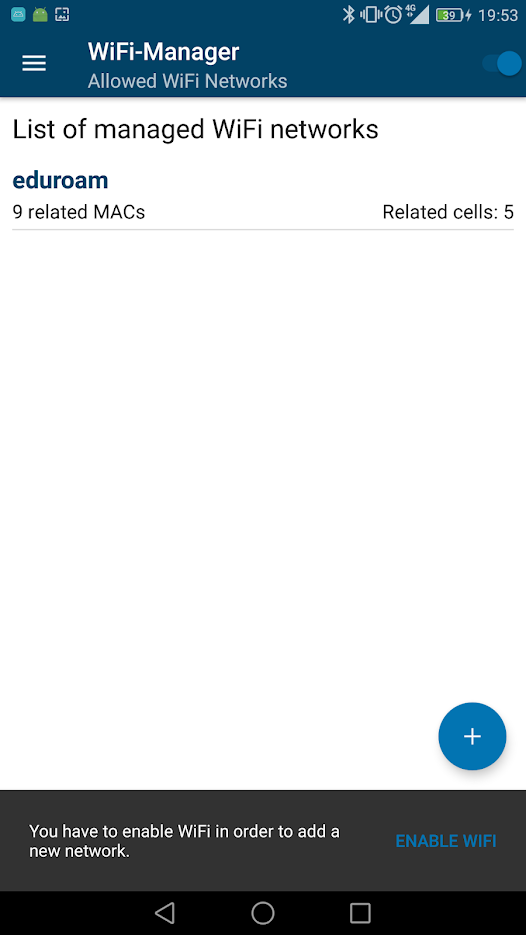 4G
39
19:53
WiFi-Manager
Allowed WiFi Networks
List of managed WiFi networks
eduroam
9 related MACs
Related cells: 5
+
You have to enable WiFi in order to add a
new network.
ENABLE WIFI